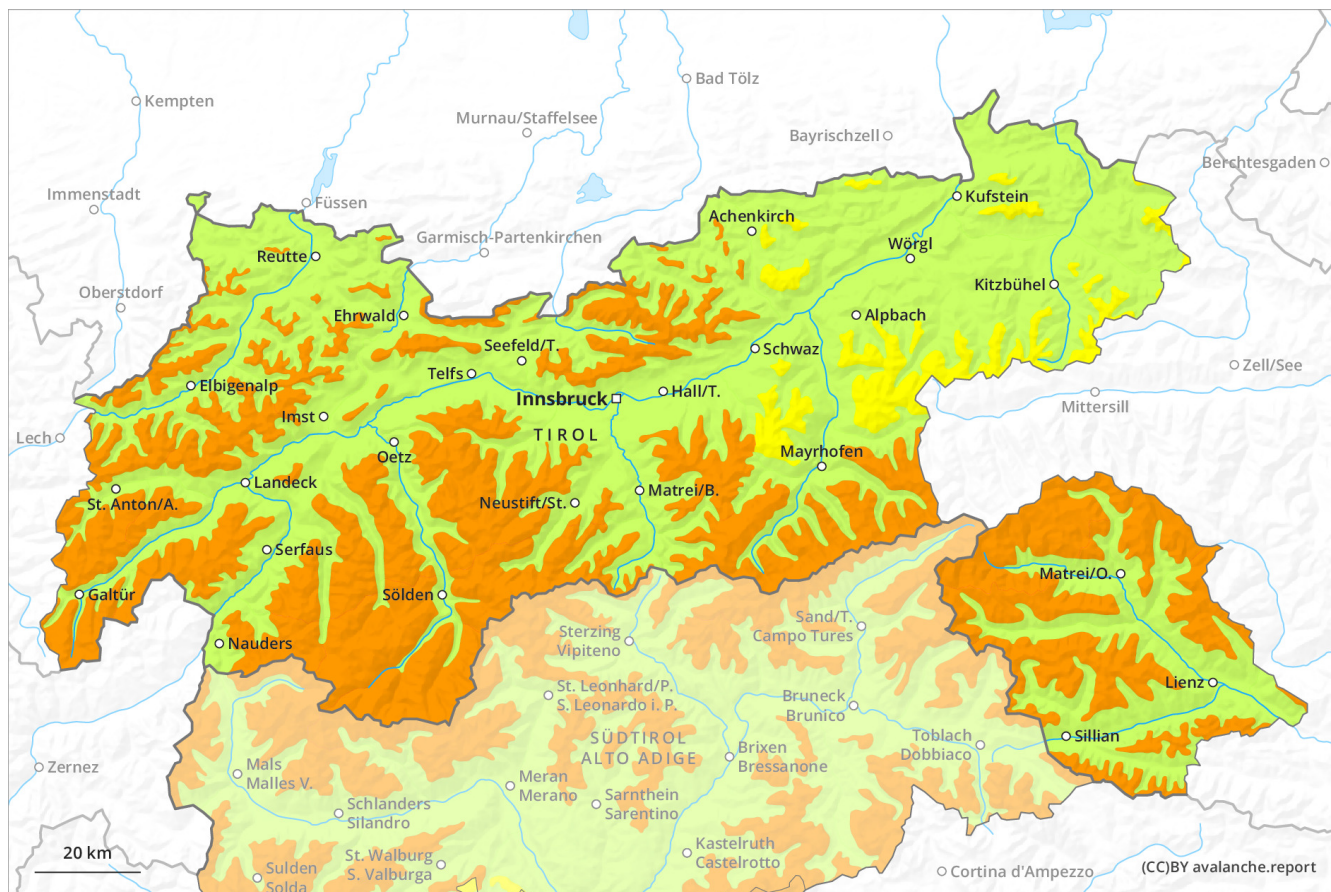 Bad Tölz
Kempten
Murnau/Staffelsee
Bayrischzell
Berchtesgaden
Immenstadt
Füssen
Kufstein
Achenkirch
Garmisch-Partenkirchen
Wörgl
Reutte
Kitzbühel
Oberstdorf
Ehrwald
Alpbach
Seefeld/T.
Schwaz
Zell/See
Telfs
Elbigenalp
Hall/T.
Innsbruck
Mittersill
Imst
Lech
TIROL
Mayrhofen
Oetz
Landeck
Matrei/B.
St. Anton/A.
Neustift/St.
Serfaus
Matrei/O.
Galtür
Sölden
Sand/T.
Campo Tures
Sterzing
Vipiteno
Nauders
Lienz
St. Leonhard/P.
S. Leonardo i. P.
Bruneck
Brunico
Sillian
SÜDTIROL
ALTO ADIGE
Toblach
Dobbiaco
Brixen
Bressanone
Zernez
Mals
Malles V.
Meran
Merano
Sarnthein
Sarentino
Schlanders
Silandro
20 km
St. Walburg
S. Valburga
Kastelruth
Castelrotto
Sulden
Solda
Cortina d'Ampezzo
(CC)BY avalanche.report